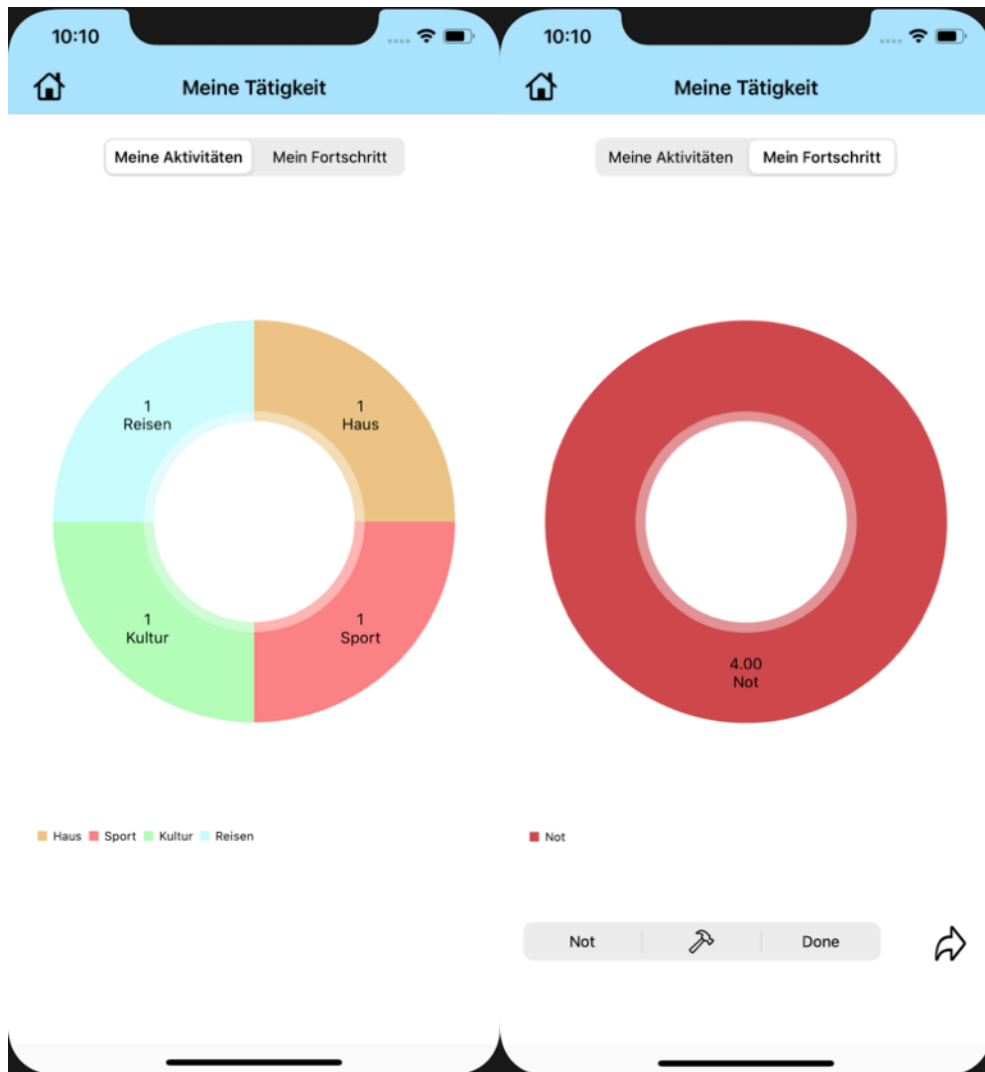 10:10
Meine Tätigkeit
Meine Aktivitäten Mein Fortschritt
1
Reisen
1
Haus
1
Kultur
1
Sport
Haus Sport Kultur Reisen
10:10
Meine Tätigkeit
Meine Aktivitäten Mein Fortschritt
4.00
Not
Not
Not Done